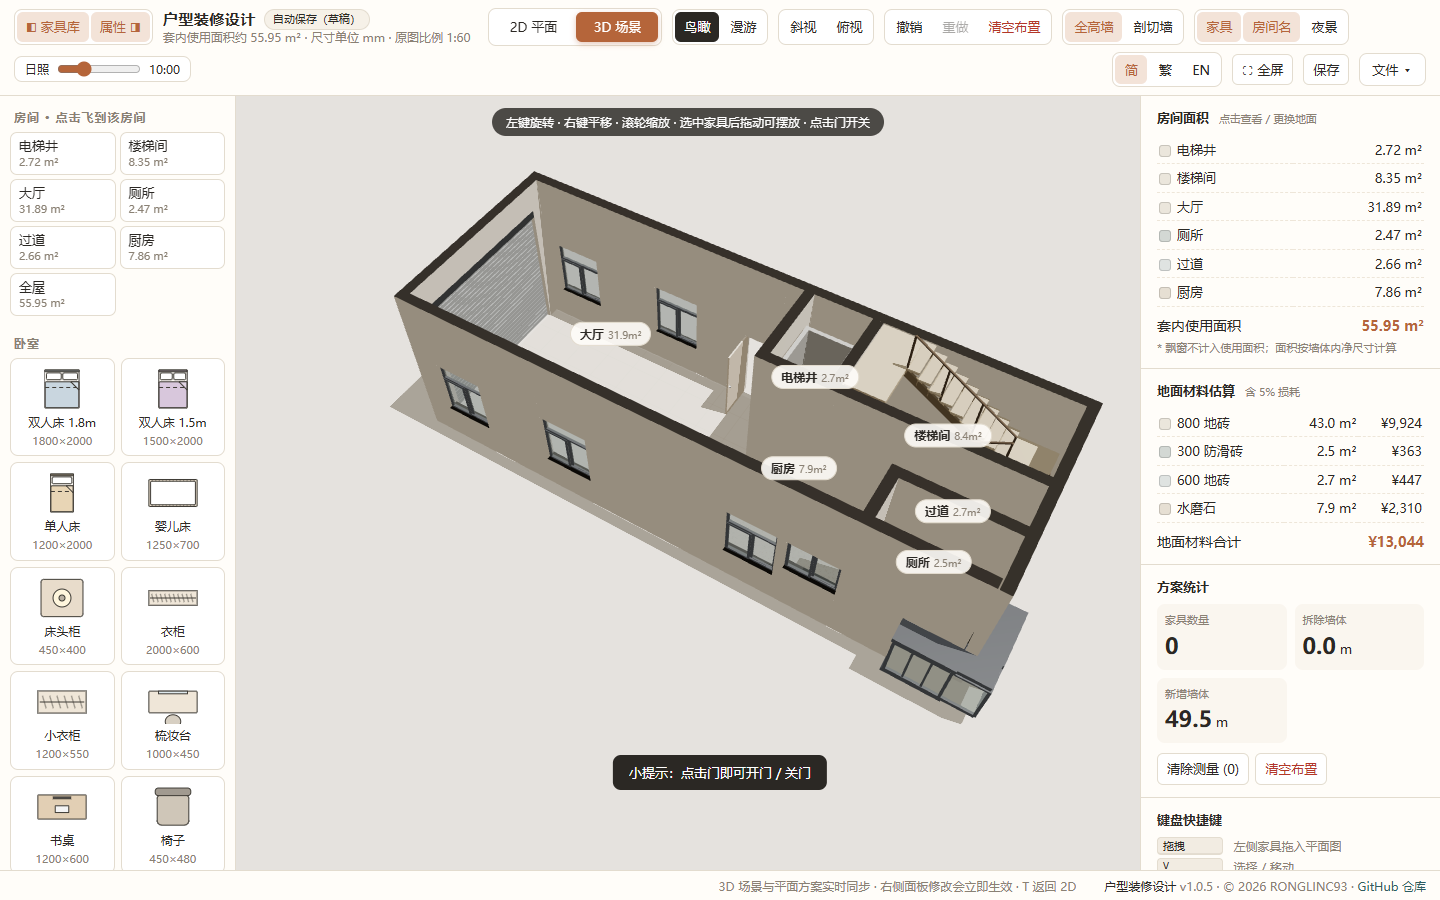 家具库
属性
户型装修设计
自动保存（草稿）
套内使用面积约 55.95 m² · 尺寸单位 mm · 原图比例 1:60
2D 平面
3D 场景
鸟瞰
漫游
斜视
俯视
撤销
重做
清空布置
全高墙
剖切墙
家具
房间名
夜景
日照
10:00
简
繁
EN
全屏
保存
文件
房间 • 点击飞到该房间
电梯井
2.72 m²
楼梯间
8.35 m²
大厅
31.89 m²
厕所
2.47 m²
过道
2.66 m²
厨房
7.86 m²
全屋
55.95 m²
卧室
双人床 1.8m
1800×2000
双人床 1.5m
1500×2000
单人床
1200×2000
婴儿床
1250×700
床头柜
450×400
衣柜
2000×600
小衣柜
1200×550
梳妆台
1000×450
书桌
1200×600
椅子
450×480
左键旋转 · 右键平移 · 滚轮缩放 · 选中家具后拖动可摆放 · 点击门开关
大厅 31.9m²
电梯井 2.7m²
楼梯间 8.4m²
厨房 7.9m²
过道 2.7m²
厕所 2.5m²
小提示：点击门即可开门 / 关门
房间面积 点击查看 / 更换地面
电梯井 2.72 m²
楼梯间 8.35 m²
大厅 31.89 m²
厕所 2.47 m²
过道 2.66 m²
厨房 7.86 m²
套内使用面积 55.95 m²
* 飘窗不计入使用面积；面积按墙体内净尺寸计算
地面材料估算 含 5% 损耗
800 地砖 43.0 m² ¥9,924
300 防滑砖 2.5 m² ¥363
600 地砖 2.7 m² ¥447
水磨石 7.9 m² ¥2,310
地面材料合计 ¥13,044
方案统计
家具数量
0
拆除墙体
0.0 m
新增墙体
49.5 m
清除测量 (0)
清空布置
键盘快捷键
拖拽 左侧家具拖入平面图
V 选择 / 移动
3D 场景与平面方案实时同步 · 右侧面板修改会立即生效 · T 返回 2D
户型装修设计 v1.0.5 · © 2026 RONGLINC93 · GitHub 仓库